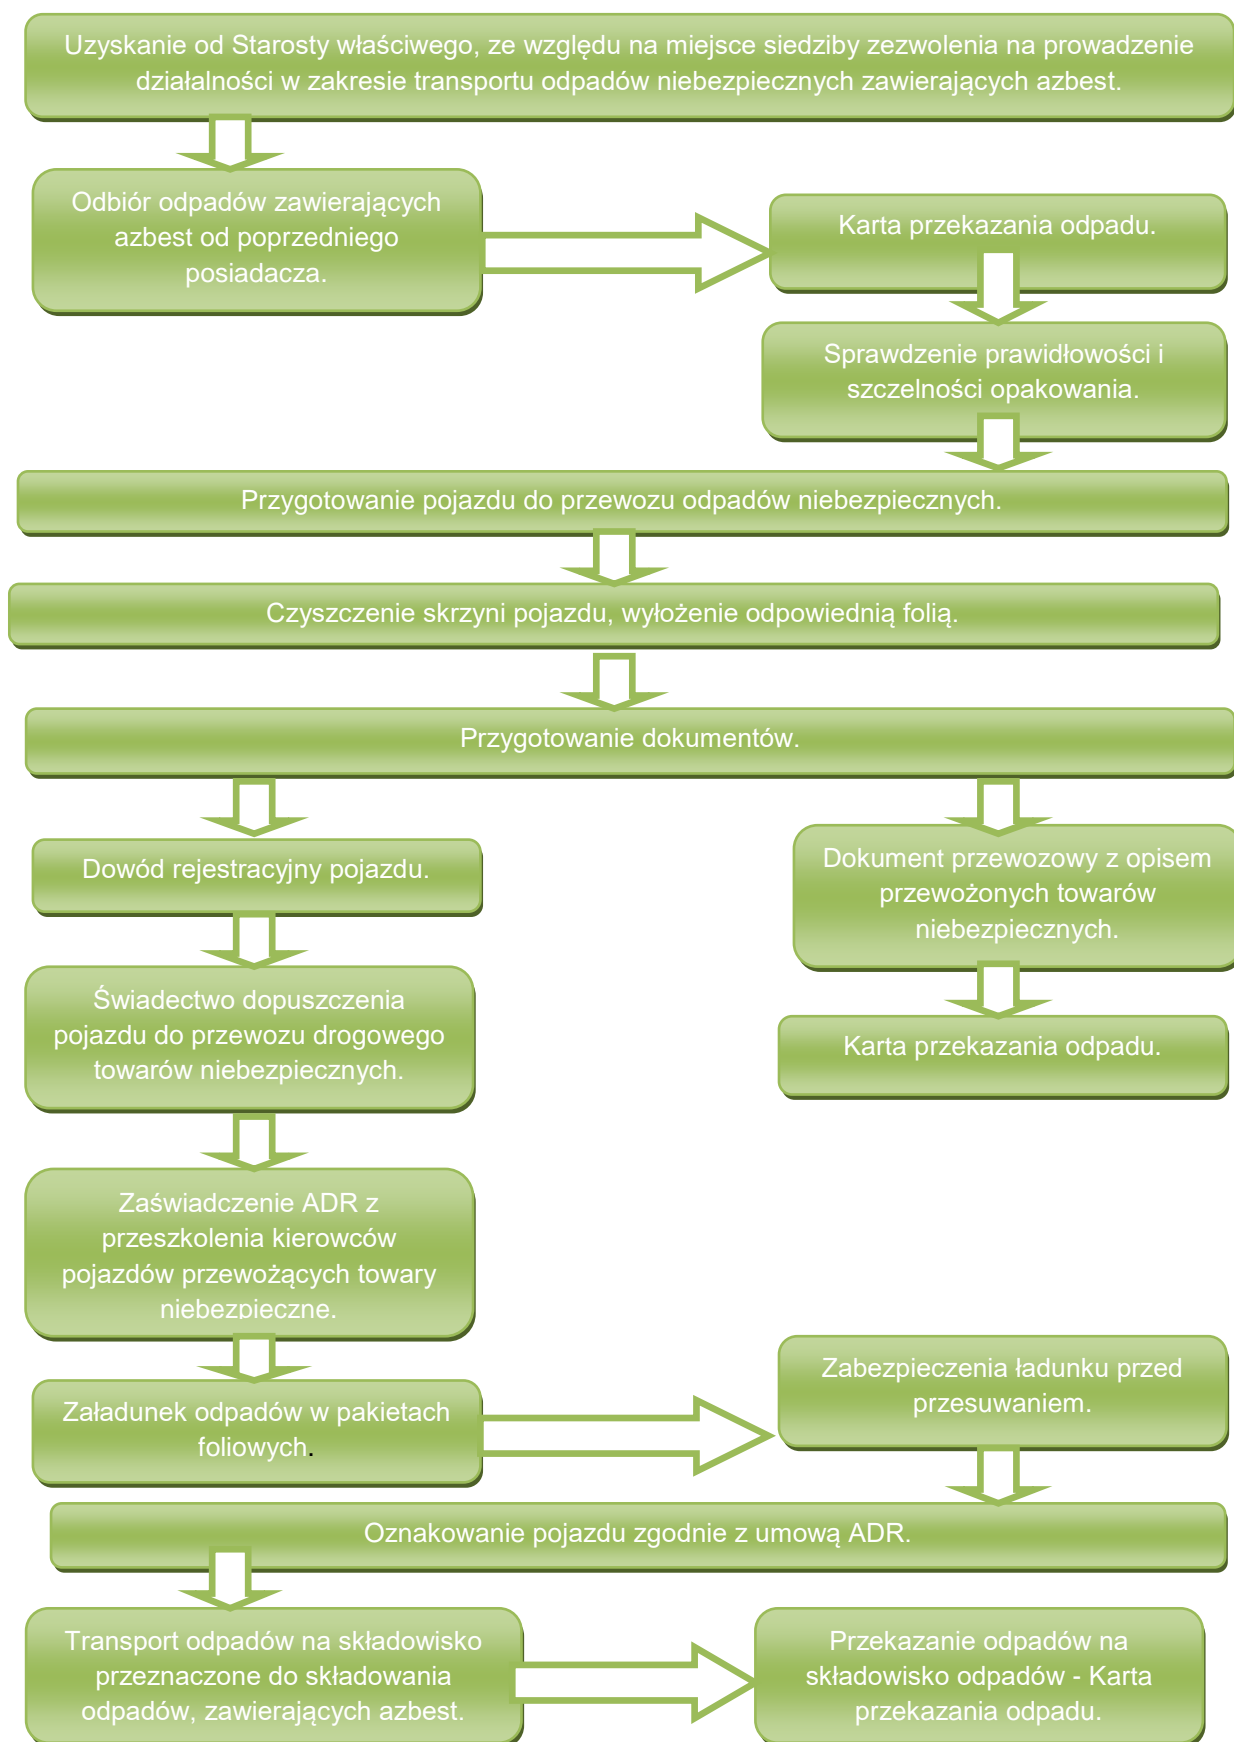 Uzyskanie od Starosty właściwego, ze względu na miejsce siedziby zezwolenia na prowadzenie
działalności w zakresie transportu odpadów niebezpiecznych zawierających azbest.
Odbiór odpadów zawierających
azbest od poprzedniego
posiadacza.
Karta przekazania odpadu.
Sprawdzenie prawidłowości i
szczelności opakowania.
Przygotowanie pojazdu do przewozu odpadów niebezpiecznych.
Czyszczenie skrzyni pojazdu, wyłożenie odpowiednią folią.
Przygotowanie dokumentów.
Dowód rejestracyjny pojazdu.
Świadectwo dopuszczenia
pojazdu do przewozu drogowego
towarów niebezpiecznych.
Zaświadczenie ADR z
przeszkolenia kierowców
pojazdów przewożących towary
niebezpieczne.
Dokument przewozowy z opisem
przewożonych towarów
niebezpiecznych.
Karta przekazania odpadu.
Załadunek odpadów w pakietach
foliowych.
Zabezpieczenia ładunku przed
przesuwaniem.
Oznakowanie pojazdu zgodnie z umową ADR.
Transport odpadów na składowisko
przeznaczone do składowania
odpadów, zawierających azbest.
Przekazanie odpadów na
składowisko odpadów - Karta
przekazania odpadu.